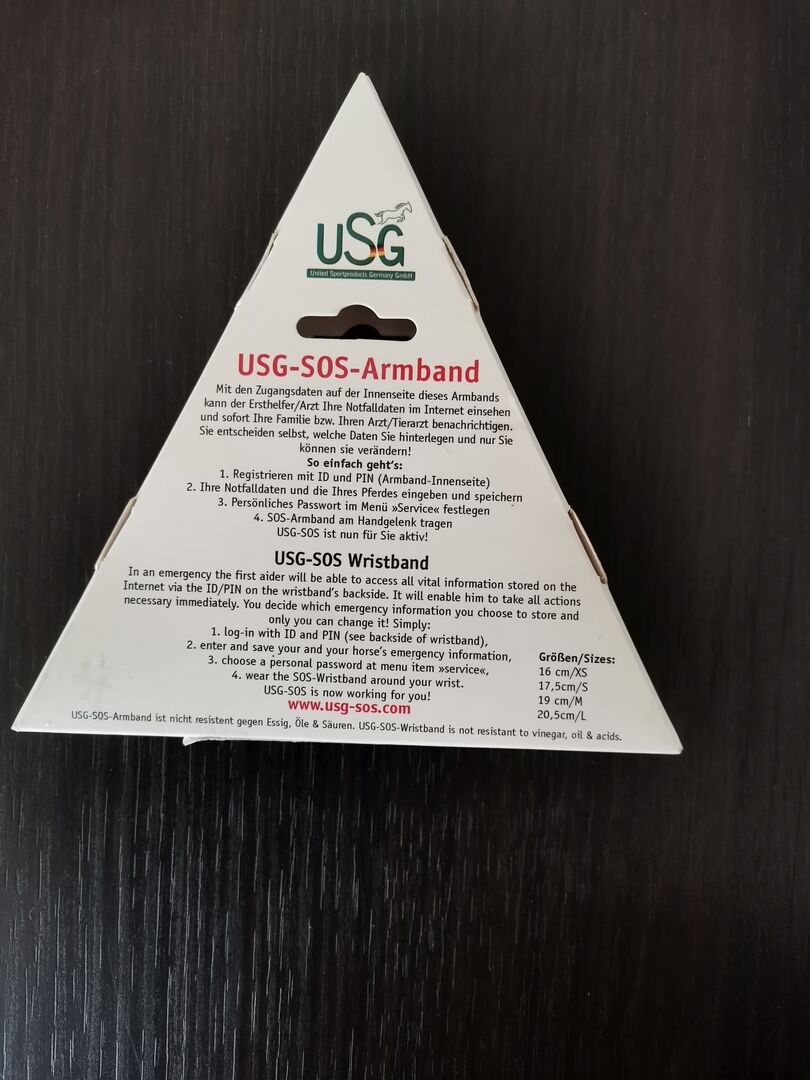 USG
United Sportproducts Germany GmbH
USG-SOS-Armband
Mit den Zugangsdaten auf der Innenseite dieses Armbands
kann der Ersthelfer/Arzt Ihre Notfalldaten im Internet einsehen
und sofort Ihre Familie bzw. Ihren Arzt/Tierarzt benachrichtigen.
Sie entscheiden selbst, welche Daten Sie hinterlegen und nur Sie
können sie verändern!
So einfach geht's:
1. Registrieren mit ID und PIN (Armband-Innenseite)
2. Ihre Notfalldaten und die Ihres Pferdes eingeben und speichern
3. Persönliches Passwort im Menü »Service« festlegen
4. SOS-Armband am Handgelenk tragen
USG-SOS ist nun für Sie aktiv!
USG-SOS Wristband
In an emergency the first aider will be able to access all vital information stored on the
Internet via the ID/PIN on the wristband's backside. It will enable him to take all actions
necessary immediately. You decide which emergency information you choose to store and
only you can change it! Simply:
1. log-in with ID and PIN (see backside of wristband),
2. enter and save your and your horse's emergency information,
3. choose a personal password at menu item »service«,
4. wear the SOS-Wristband around your wrist.
USG-SOS is now working for you!
www.usg-sos.com
Größen/Sizes:
16 cm/XS
17,5cm/S
19 cm/M
20,5cm/L
USG-SOS-Armband ist nicht resistent gegen Essig, Öle & Säuren. USG-SOS-Wristband is not resistant to vinegar, oil & acids.